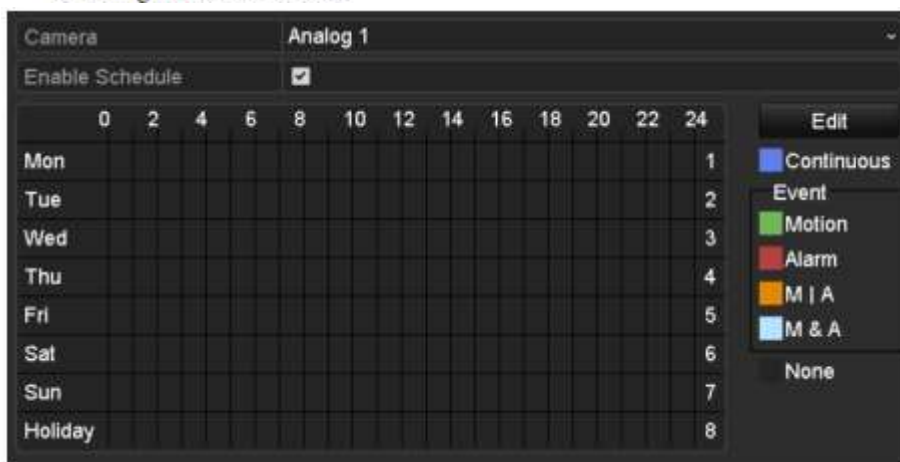 Camera Analog 1
Enable Schedule
0 2 4 6 8 10 12 14 16 18 20 22 24
Edit
Mon 1
Continuous
Tue 2
Event
Motion
Wed 3
Alarm
Thu 4
M | A
Fri 5
M & A
Sat 6
None
Sun 7
Holiday 8